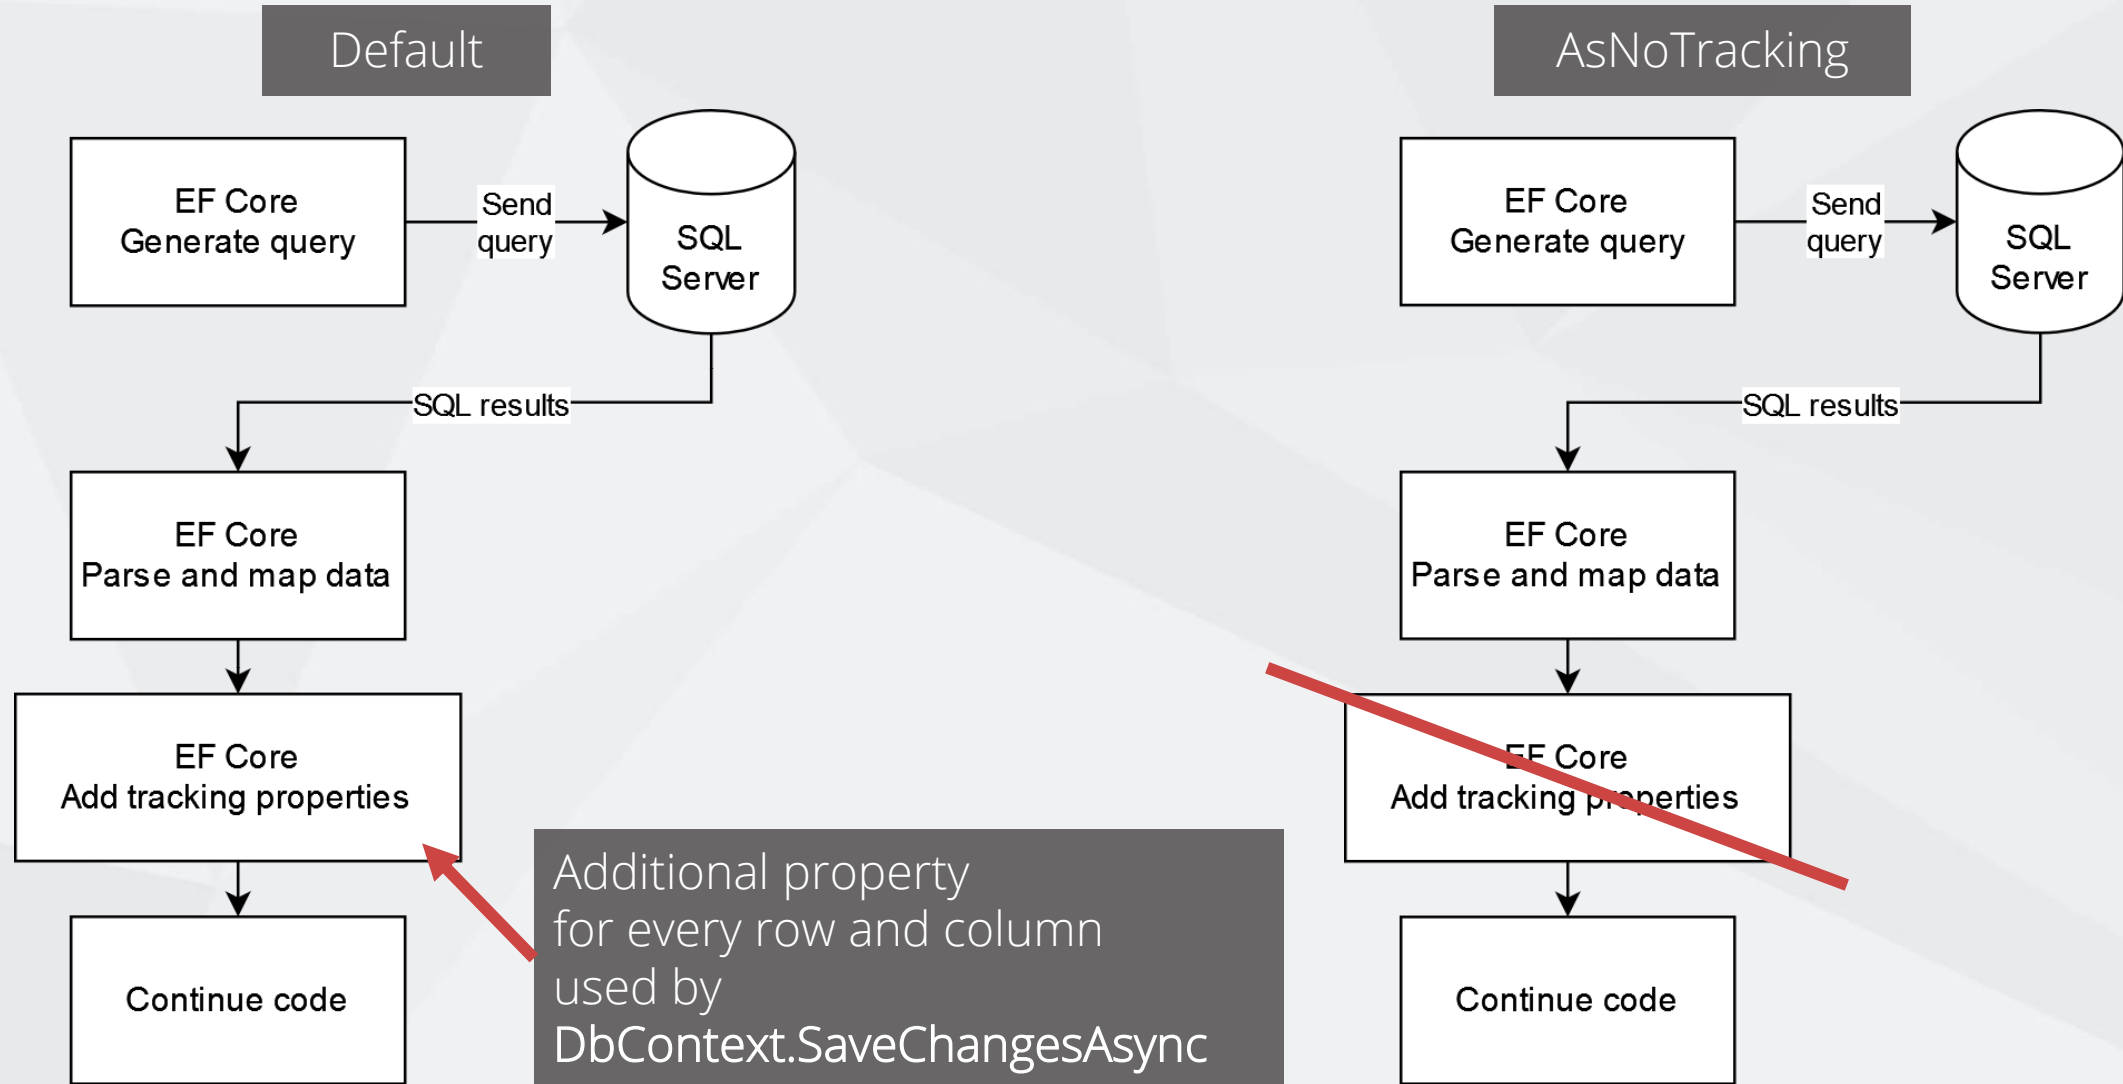 Default
EF Core
Generate query
Send
query
SQL
Server
SQL results
EF Core
Parse and map data
EF Core
Add tracking properties
Additional property
for every row and column
used by
DbContext.SaveChangesAsync
Continue code
AsNoTracking
EF Core
Generate query
Send
query
SQL
Server
SQL results
EF Core
Parse and map data
EF Core
Add tracking properties
Continue code